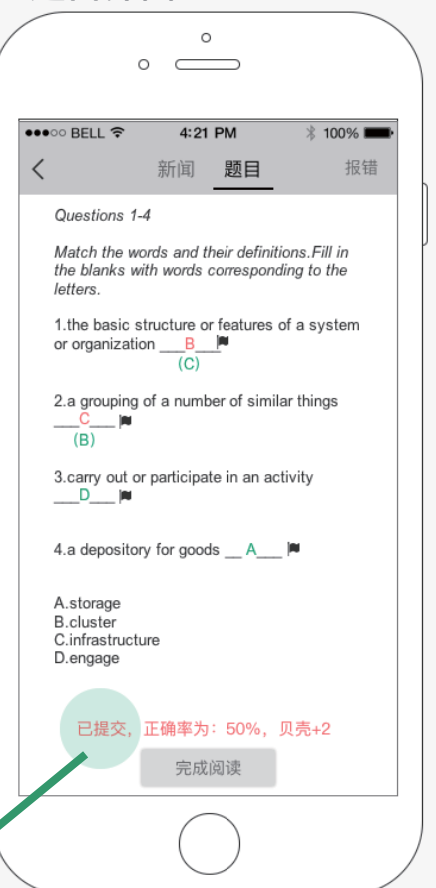 BELL 4:21 PM 100%
新闻 题目 报错
Questions 1-4
Match the words and their definitions.Fill in
the blanks with words corresponding to the
letters.
1.the basic structure or features of a system
or organization ___B___
(C)
2.a grouping of a number of similar things
___C___
(B)
3.carry out or participate in an activity
___D___
4.a depository for goods __ A___
A.storage
B.cluster
C.infrastructure
D.engage
已提交，正确率为：50%，贝壳+2
完成阅读